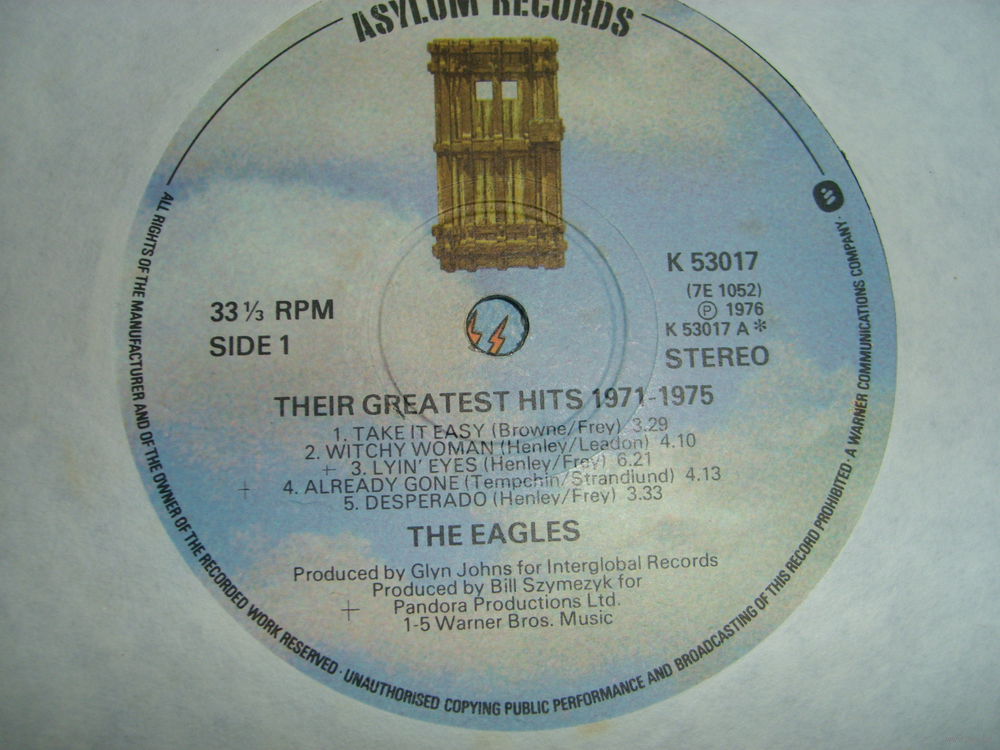 ASYLUM RECORDS
K 53017
(7E 1052)
Ⓟ 1976
K 53017 A *
STEREO
33 1/3 RPM
SIDE 1
THEIR GREATEST HITS 1971-1975
1. TAKE IT EASY (Browne/Frey) 3.29
2. WITCHY WOMAN (Henley/Leadon) 4.10
+ 3. LYIN' EYES (Henley/Frey) 6.21
+ 4. ALREADY GONE (Tempchin/Strandlund) 4.13
5. DESPERADO (Henley/Frey) 3.33
THE EAGLES
Produced by Glyn Johns for Interglobal Records
Produced by Bill Szymezyk for
+ Pandora Productions Ltd.
1-5 Warner Bros. Music
ALL RIGHTS OF THE MANUFACTURER AND OF THE OWNER OF THE RECORDED WORK RESERVED · UNAUTHORISED COPYING PUBLIC PERFORMANCE AND BROADCASTING OF THIS RECORD PROHIBITED · A WARNER COMMUNICATIONS COMPANY ·